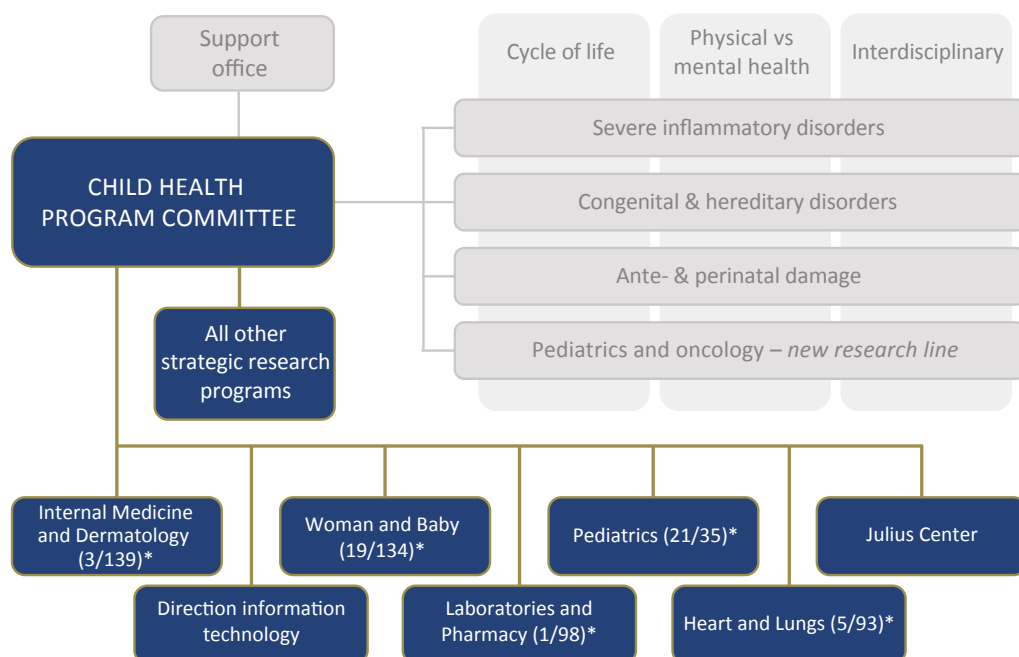 Support
office
Cycle of life
Physical vs
mental health
Interdisciplinary
Severe inflammatory disorders
CHILD HEALTH
PROGRAM COMMITTEE
Congenital & hereditary disorders
Ante- & perinatal damage
All other
strategic research
programs
Pediatrics and oncology – new research line
Internal Medicine
and Dermatology
(3/139)*
Woman and Baby
(19/134)*
Pediatrics (21/35)*
Julius Center
Direction information
technology
Laboratories and
Pharmacy (1/98)*
Heart and Lungs (5/93)*